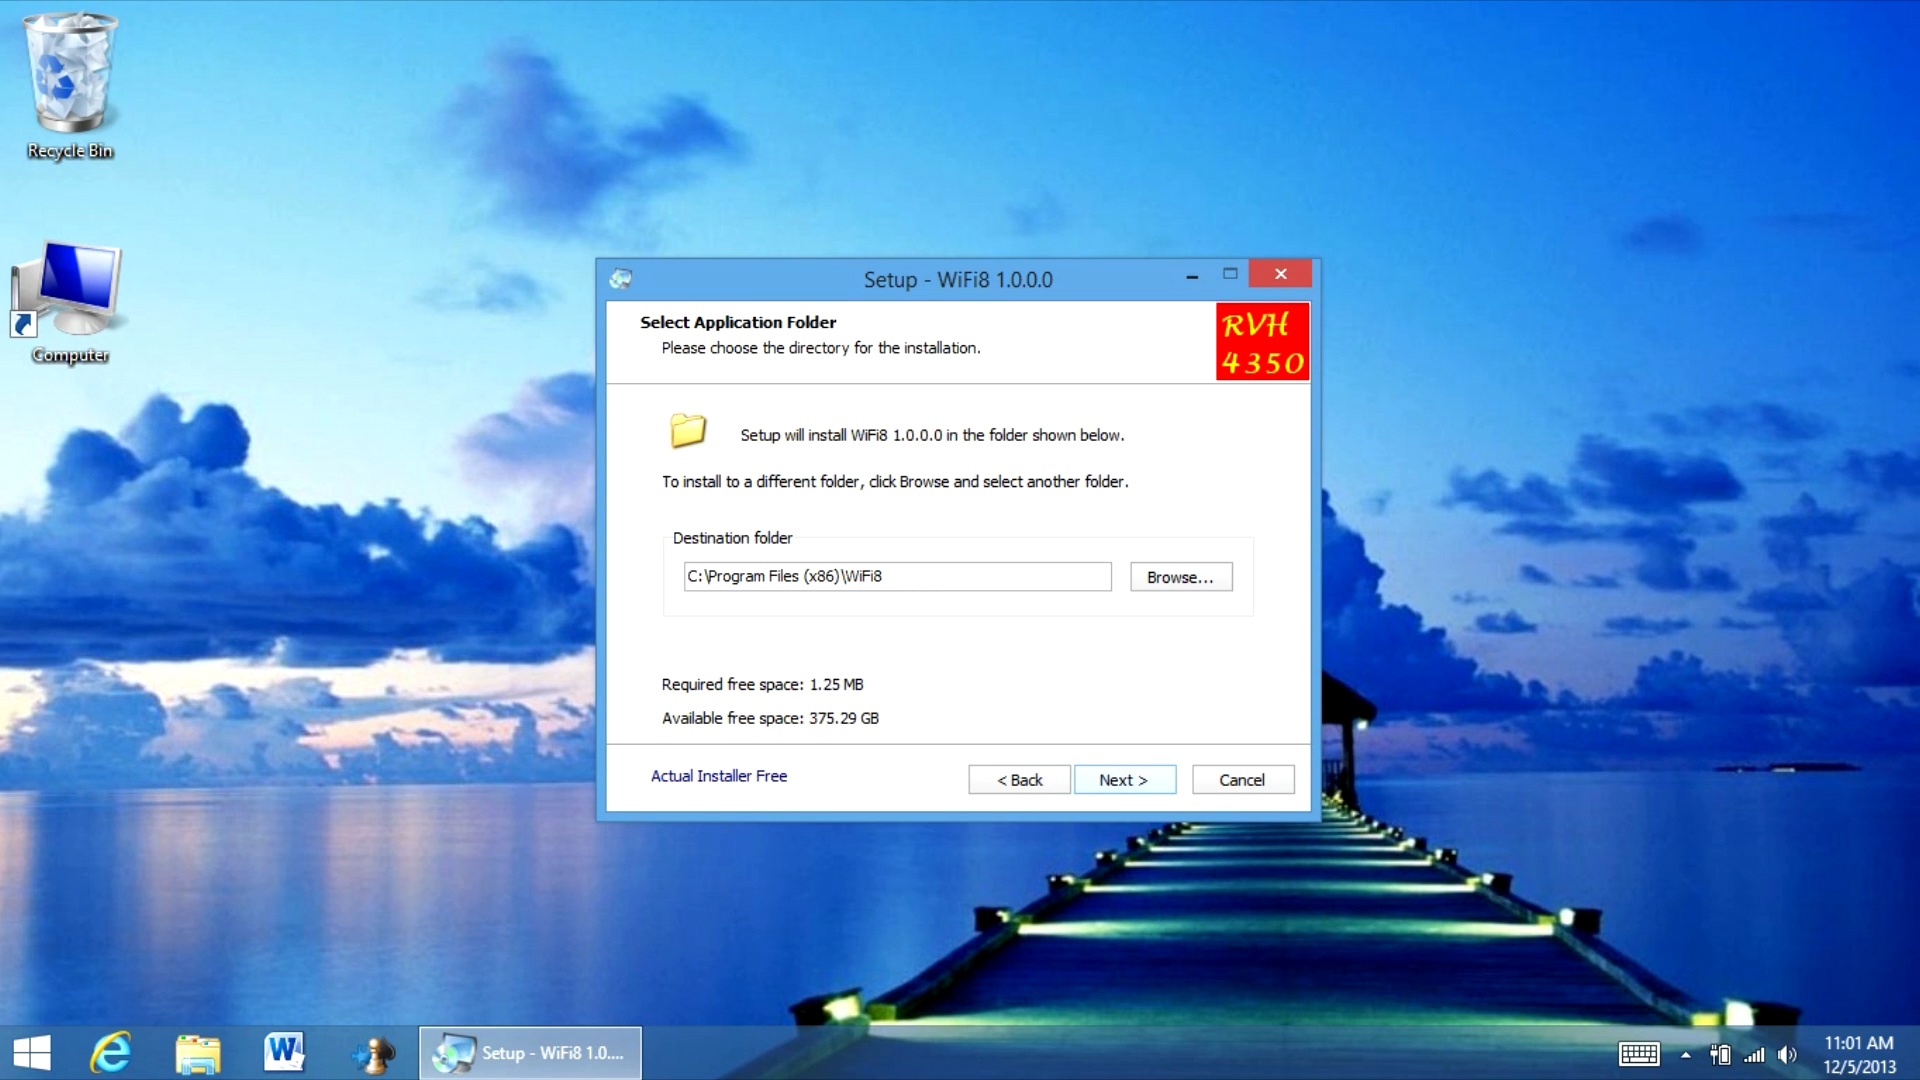 Recycle Bin
Computer
Setup - WiFi8 1.0.0.0
Select Application Folder
Please choose the directory for the installation.
RVH
4350
Setup will install WiFi8 1.0.0.0 in the folder shown below.
To install to a different folder, click Browse and select another folder.
Destination folder
C:\Program Files (x86)\WiFi8
Browse...
Required free space: 1.25 MB
Available free space: 375.29 GB
Actual Installer Free
< Back
Next >
Cancel
Setup - WiFi8 1.0....
11:01 AM
12/5/2013